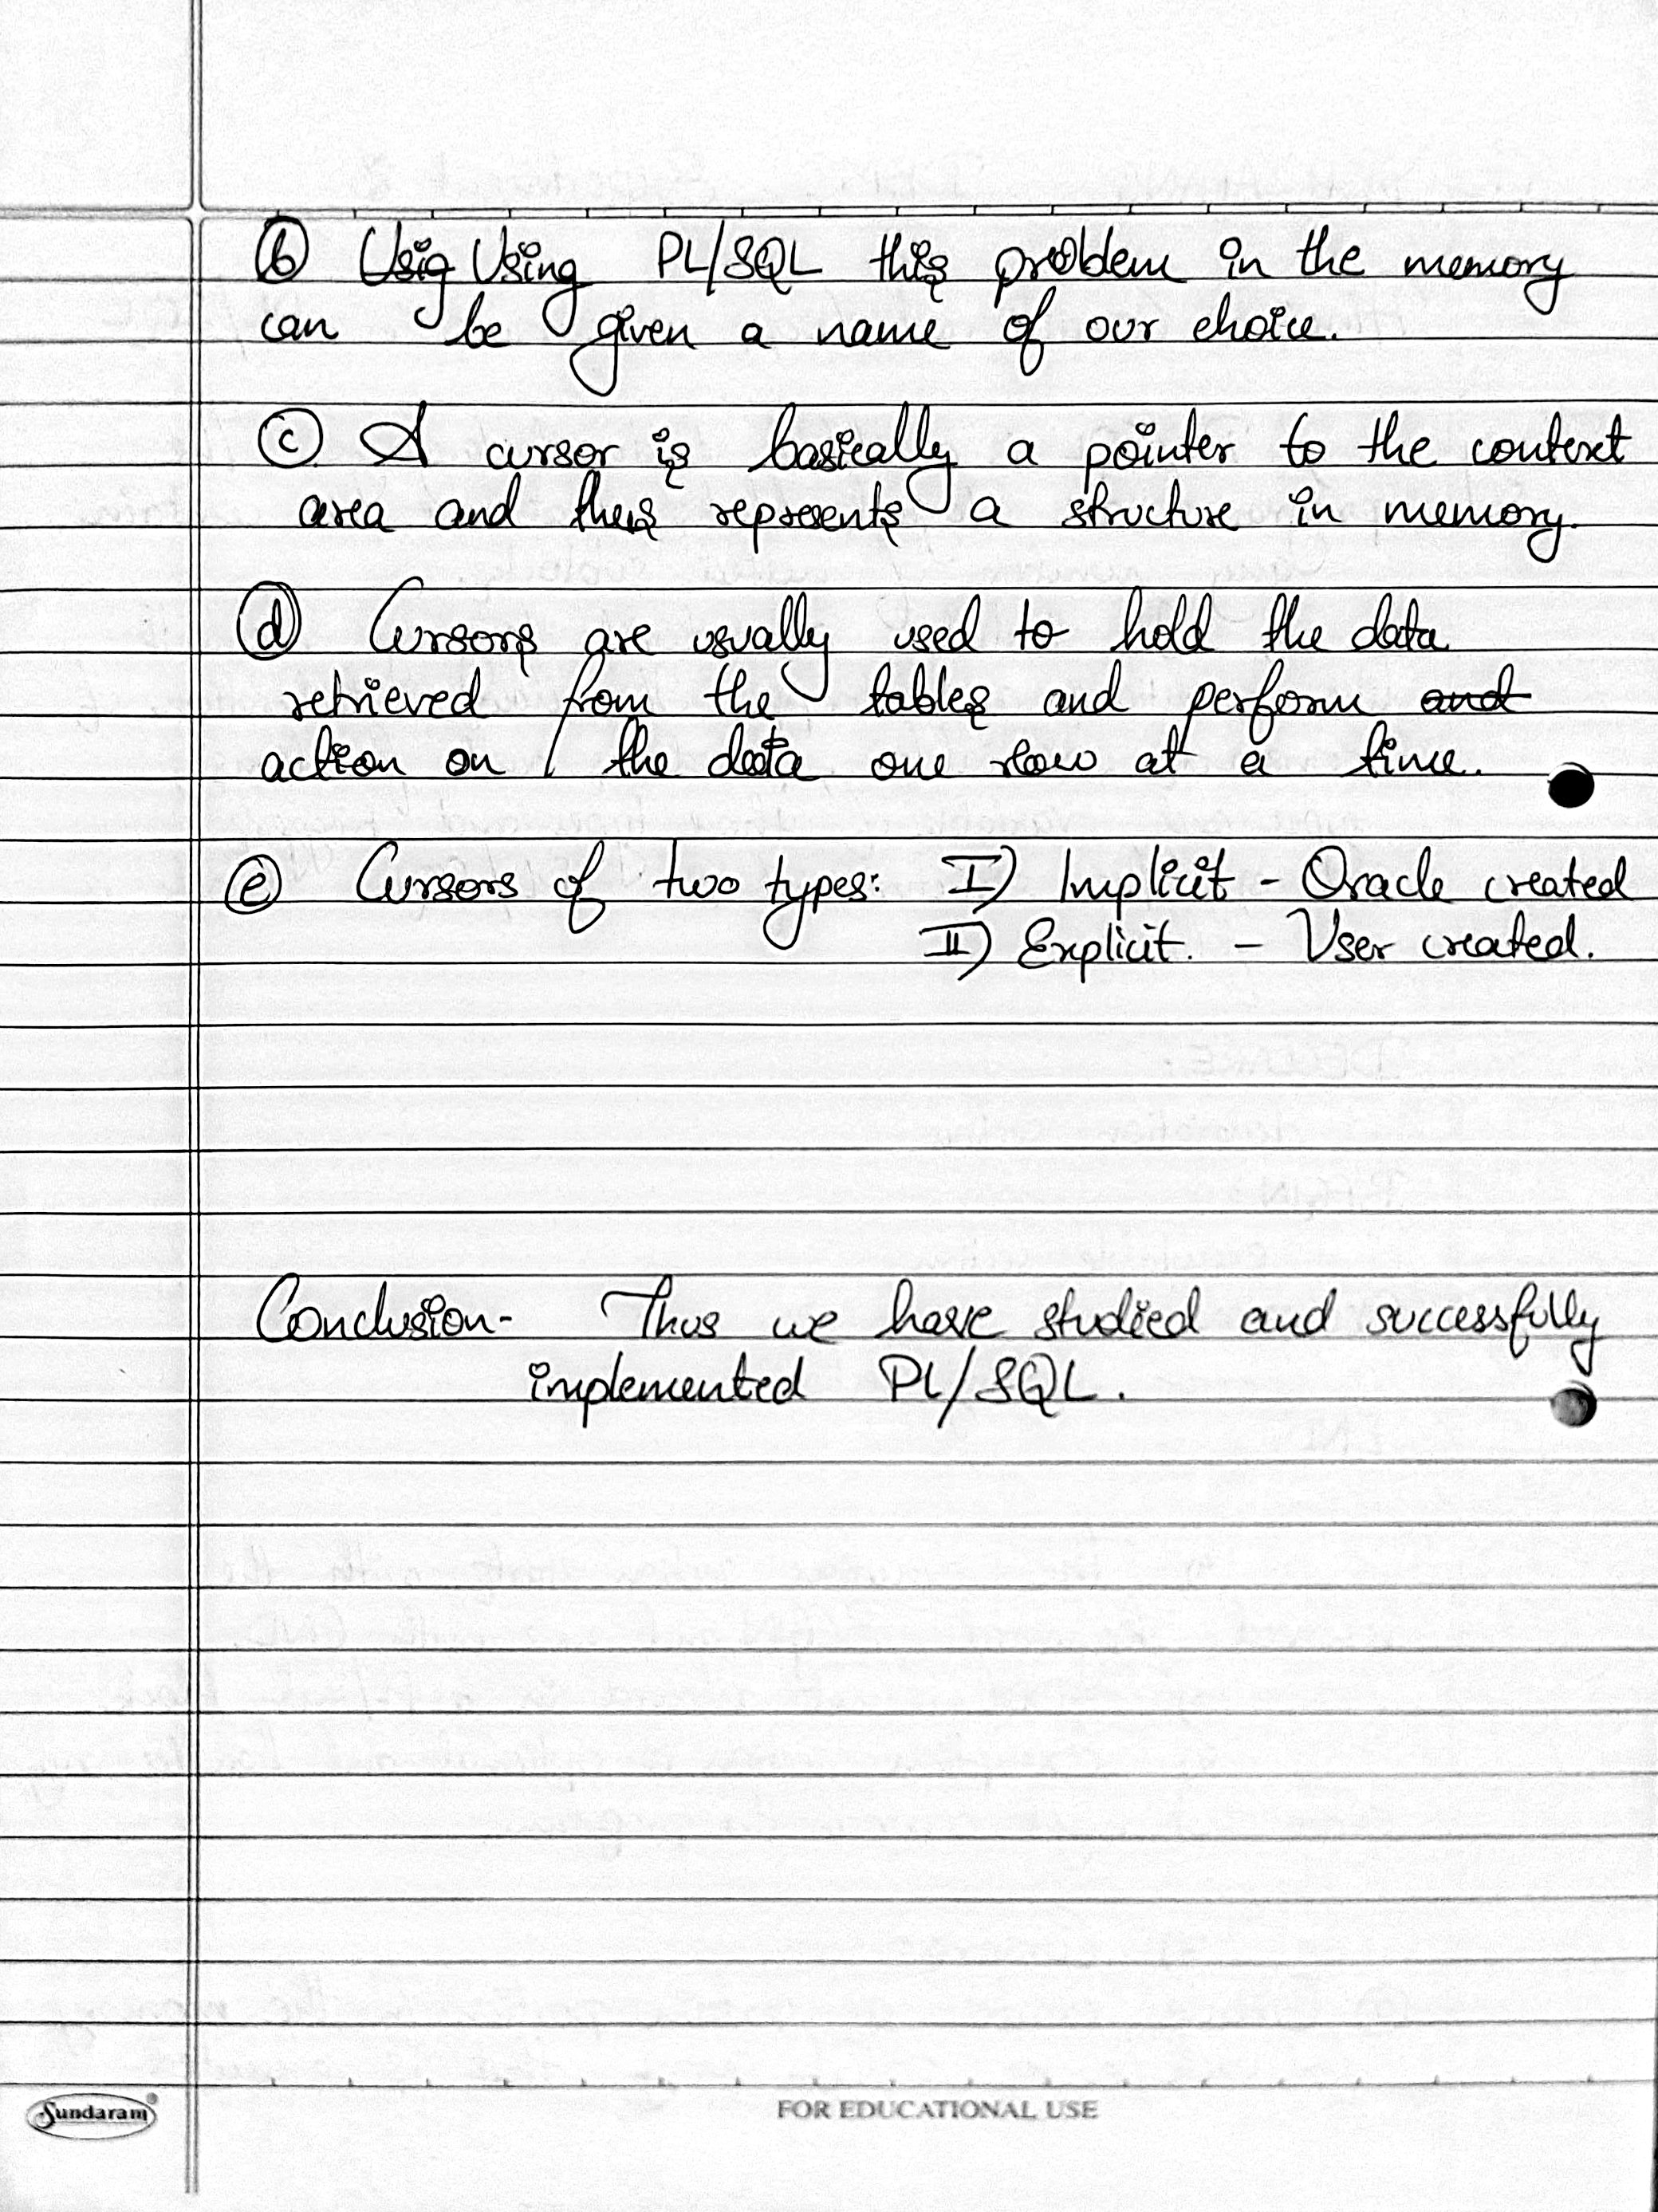 (b) Usig Using PL/SQL this problem in the memory
can be given a name of our choice.
(c) A cursor is basically a pointer to the context
area and thus represents a structure in memory.
(d) Cursors are usually used to hold the data
retrieved from the tables and perform and
action on the data one row at a time.
(e) Cursors of two types: I) Implicit - Oracle created
II) Explicit. - User created.
Conclusion- Thus we have studied and successfully
implemented PL/SQL.
Sundaram®
FOR EDUCATIONAL USE